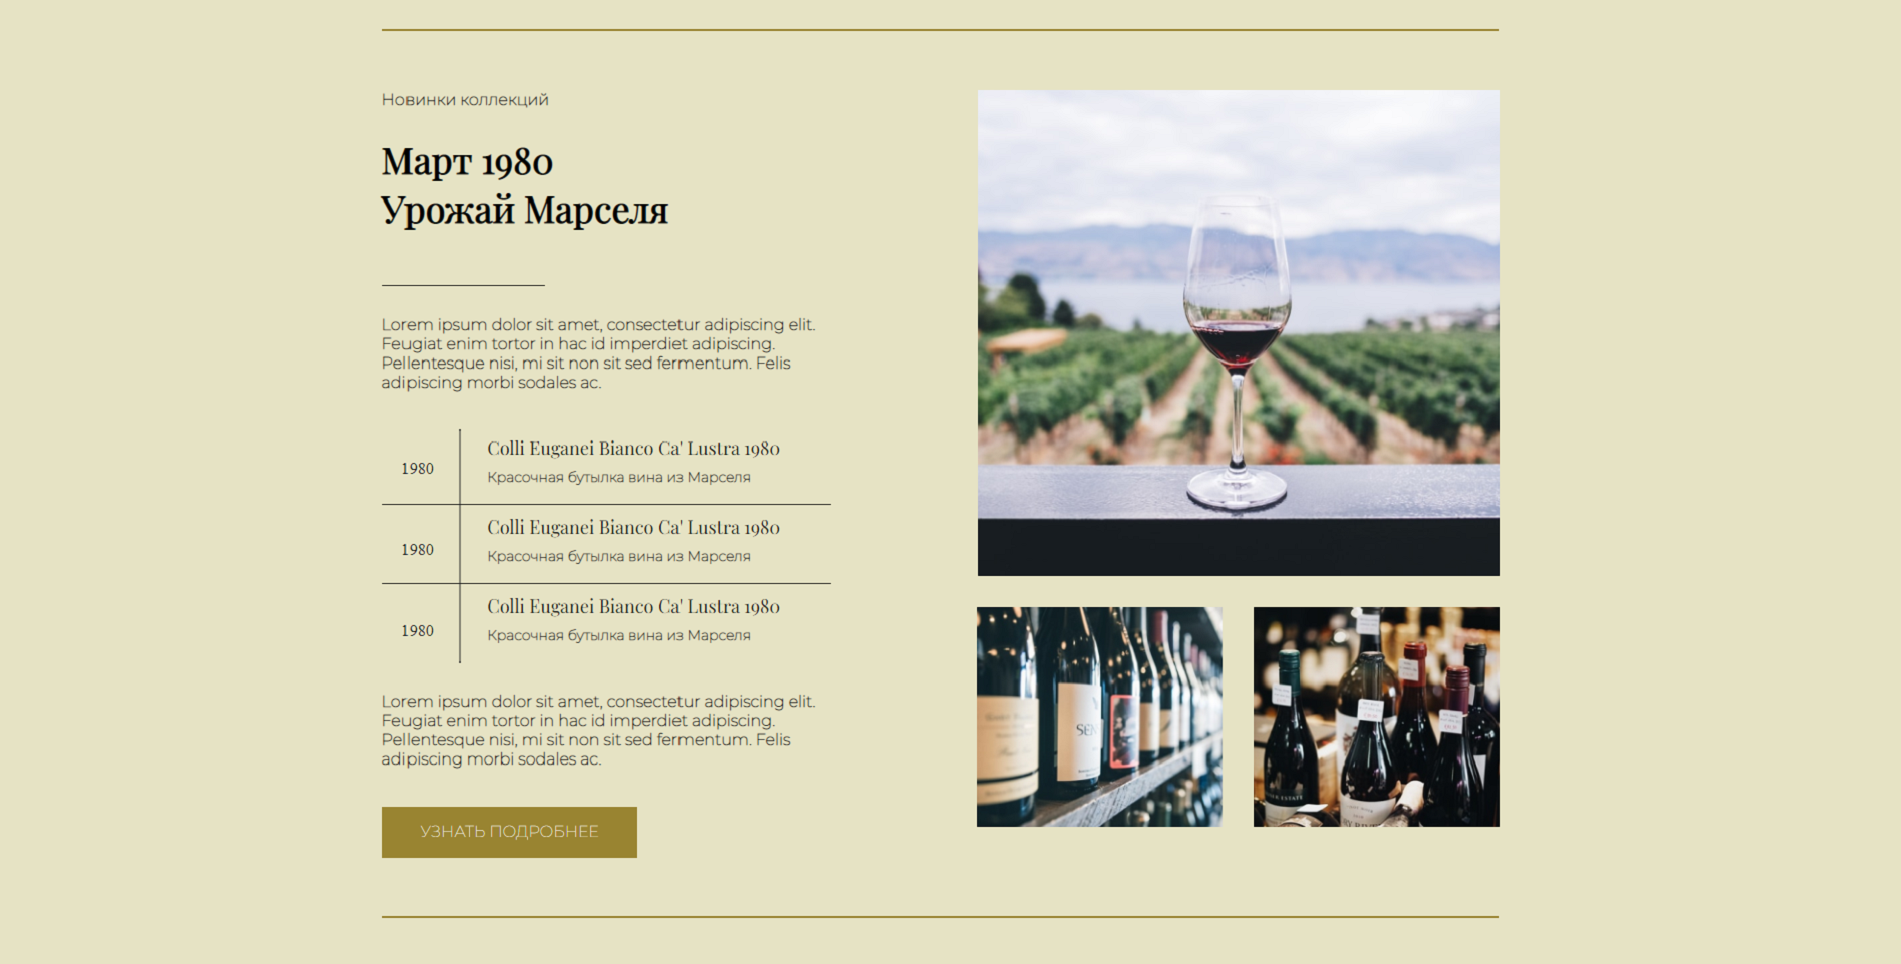 Новинки коллекций
Март 1980
Урожай Марселя
Lorem ipsum dolor sit amet, consectetur adipiscing elit.
Feugiat enim tortor in hac id imperdiet adipiscing.
Pellentesque nisi, mi sit non sit sed fermentum. Felis
adipiscing morbi sodales ac.
1980
Colli Euganei Bianco Ca' Lustra 1980
Красочная бутылка вина из Марселя
1980
Colli Euganei Bianco Ca' Lustra 1980
Красочная бутылка вина из Марселя
1980
Colli Euganei Bianco Ca' Lustra 1980
Красочная бутылка вина из Марселя
Lorem ipsum dolor sit amet, consectetur adipiscing elit.
Feugiat enim tortor in hac id imperdiet adipiscing.
Pellentesque nisi, mi sit non sit sed fermentum. Felis
adipiscing morbi sodales ac.
УЗНАТЬ ПОДРОБНЕЕ